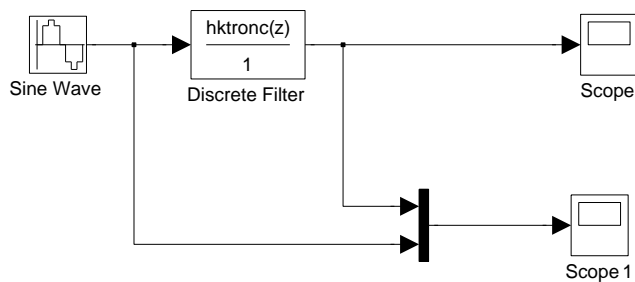 hktronc(z)
1
Sine Wave
Discrete Filter
Scope
Scope 1